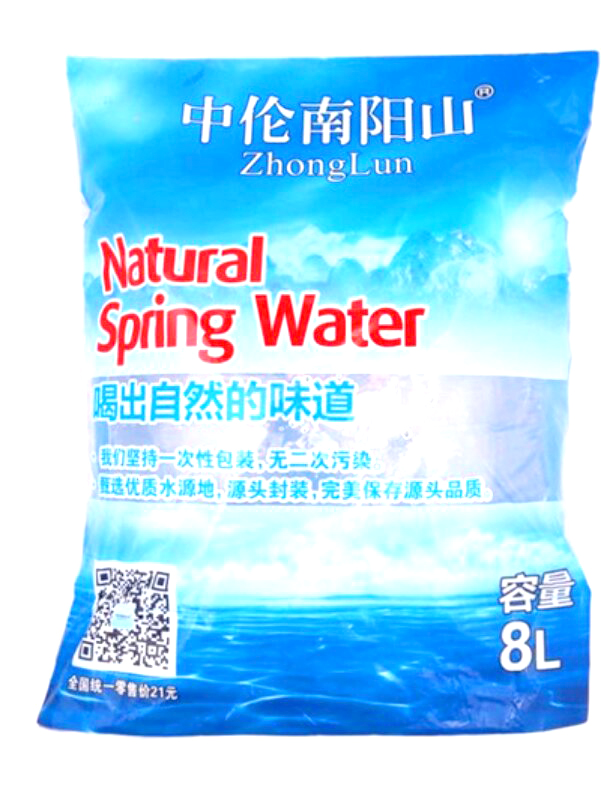 中伦南阳山®
ZhongLun
Natural
Spring Water
喝出自然的味道
· 我们坚持一次性包装,无二次污染。
· 甄选优质水源地,源头封装,完美保存源头品质。
容量
8L
全国统一零售价21元